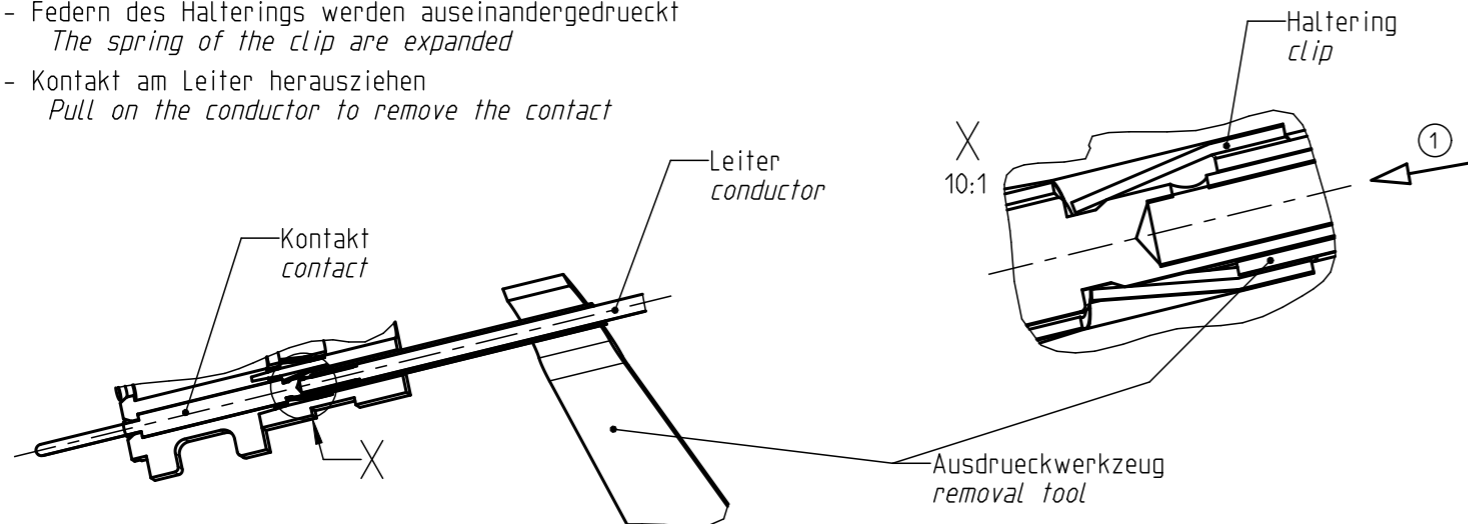 - Federn des Halterings werden auseinandergedrueckt
The spring of the clip are expanded
- Kontakt am Leiter herausziehen
Pull on the conductor to remove the contact
Haltering
clip
X
10:1
1
Leiter
conductor
Kontakt
contact
X
Ausdrueckwerkzeug
removal tool